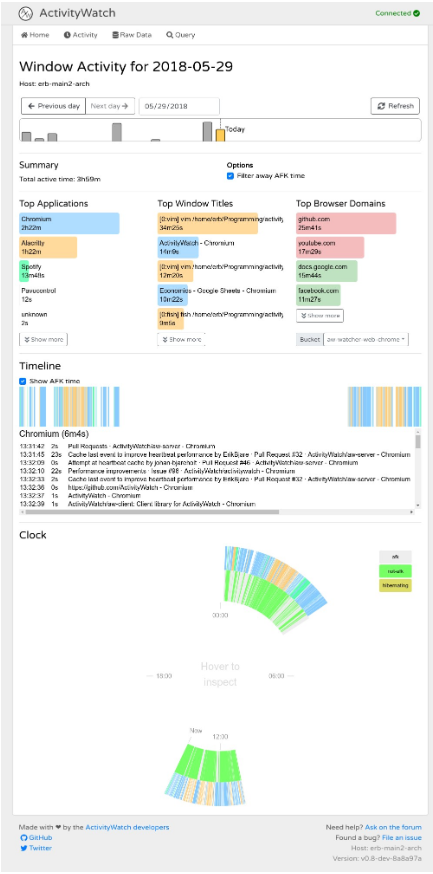 ActivityWatch
Connected
Home Activity Raw Data Query
Window Activity for 2018-05-29
Host: erb-main2-arch
← Previous day Next day → 05/29/2018 Refresh
Today
Summary
Total active time: 3h59m
Options
Filter away AFK time
Top Applications
Chromium
2h22m
Alacritty
1h22m
Spotify
13m40s
Pavucontrol
12s
unknown
2s
Show more
Top Window Titles
[0:vim] vim /home/erb/Programming/activity
34m25s
ActivityWatch - Chromium
14m9s
[0:vim] vim /home/erb/Programming/activity
12m20s
Economics - Google Sheets - Chromium
10m22s
[0:fish] fish /home/erb/Programming/activity
9m5s
Show more
Top Browser Domains
github.com
25m41s
youtube.com
17m29s
docs.google.com
15m44s
facebook.com
11m27s
Show more
Bucket aw-watcher-web-chrome
Timeline
Show AFK time
Chromium (6m4s)
13:31:42 2s Pull Requests · ActivityWatch/aw-server - Chromium
13:31:45 23s Cache last event to improve heartbeat performance by ErikBjare · Pull Request #32 · ActivityWatch/aw-server - Chromium
13:32:09 0s Attempt at heartbeat cache by johan-bjareholt · Pull Request #46 · ActivityWatch/aw-server - Chromium
13:32:10 22s Performance improvements · Issue #98 · ActivityWatch/activitywatch - Chromium
13:32:33 2s Cache last event to improve heartbeat performance by ErikBjare · Pull Request #32 · ActivityWatch/aw-server - Chromium
13:32:36 0s https://github.com/ActivityWatch - Chromium
13:32:37 1s ActivityWatch - Chromium
13:32:39 1s ActivityWatch/aw-client: Client library for ActivityWatch - Chromium
Clock
afk
not-afk
hibernating
00:00
18:00
Hover to
inspect
06:00
Now
12:00
Made with ❤ by the ActivityWatch developers
GitHub
Twitter
Need help? Ask on the forum
Found a bug? File an issue
Host: erb-main2-arch
Version: v0.8-dev-8a8a97a